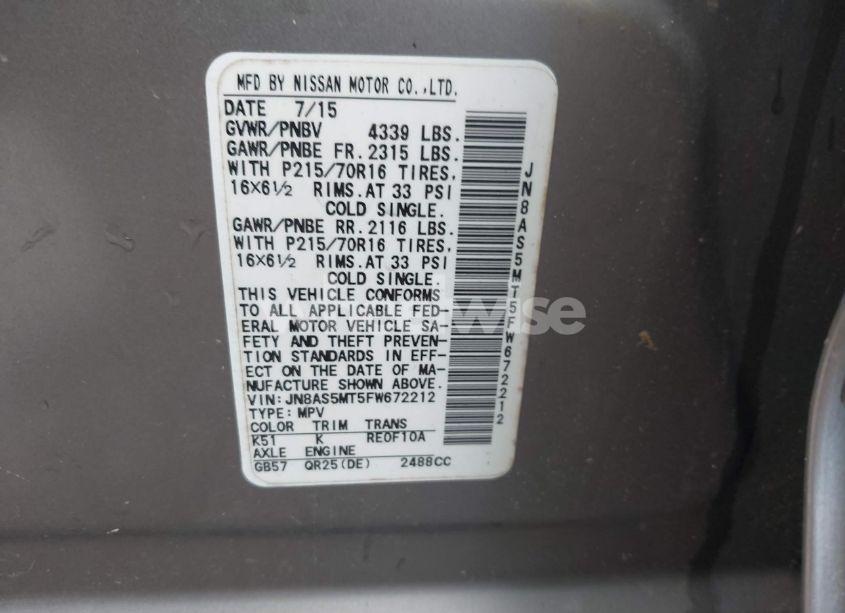 MFD BY NISSAN MOTOR CO.,LTD.
DATE 7/15
GVWR/PNBV 4339 LBS.
GAWR/PNBE FR. 2315 LBS.
WITH P215/70R16 TIRES,
16×6½ RIMS.AT 33 PSI
COLD SINGLE.
GAWR/PNBE RR. 2116 LBS.
WITH P215/70R16 TIRES,
16×6½ RIMS.AT 33 PSI
COLD SINGLE.
THIS VEHICLE CONFORMS
TO ALL APPLICABLE FED-
ERAL MOTOR VEHICLE SA-
FETY AND THEFT PREVEN-
TION STANDARDS IN EFF-
ECT ON THE DATE OF MA-
NUFACTURE SHOWN ABOVE.
VIN: JN8AS5MT5FW672212
TYPE: MPV
COLOR TRIM TRANS
K51 K RE0F10A
AXLE ENGINE
GB57 QR25(DE) 2488CC
JN8AS5MT5FW672212